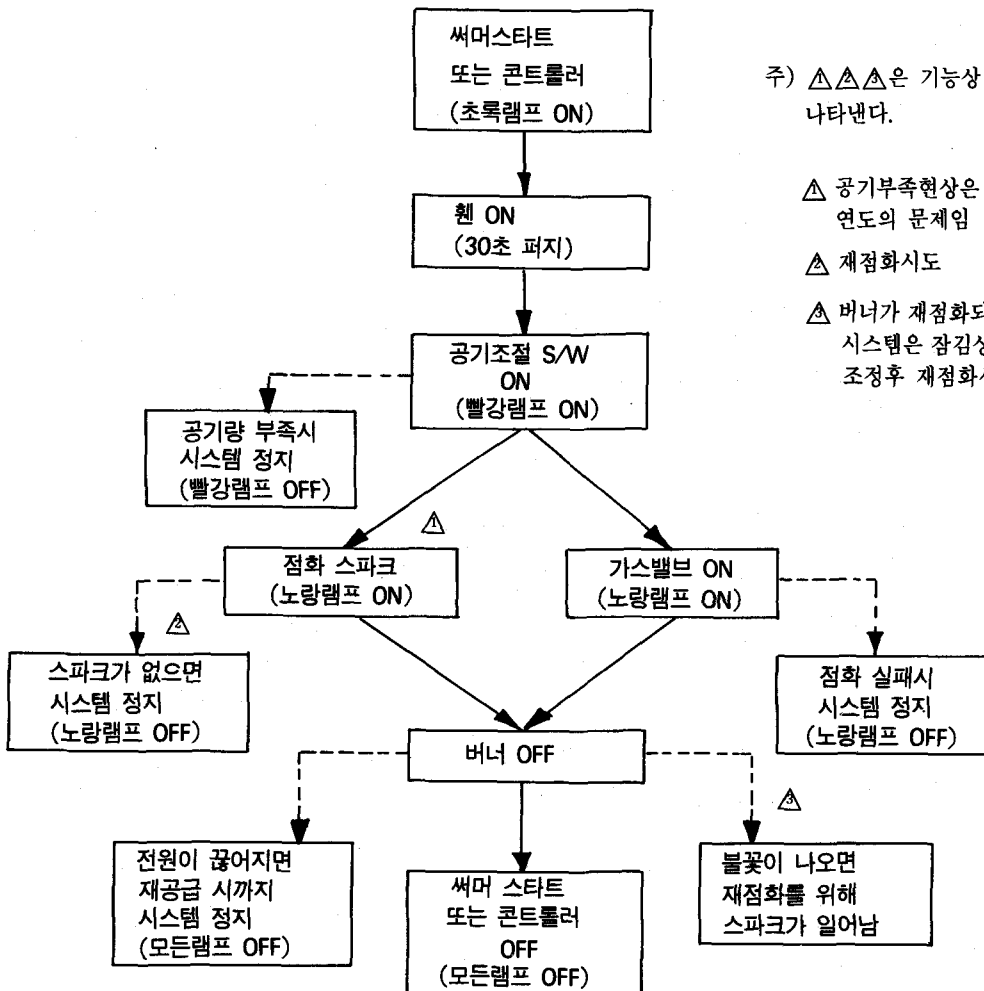 써머스타트
또는 콘트롤러
(초록램프 ON)
주) △1△2△3은 기능상
나타낸다.
△1 공기부족현상은
연도의 문제임
△2 재점화시도
△3 버너가 재점화되
시스템은 잠김상
조정후 재점화시
휀 ON
(30초 퍼지)
공기조절 S/W
ON
(빨강램프 ON)
공기량 부족시
시스템 정지
(빨강램프 OFF)
△1
점화 스파크
(노랑램프 ON)
가스밸브 ON
(노랑램프 ON)
△2
스파크가 없으면
시스템 정지
(노랑램프 OFF)
점화 실패시
시스템 정지
(노랑램프 OFF)
버너 OFF
△3
전원이 끊어지면
재공급 시까지
시스템 정지
(모든램프 OFF)
써머 스타트
또는 콘트롤러
OFF
(모든램프 OFF)
불꽃이 나오면
재점화를 위해
스파크가 일어남